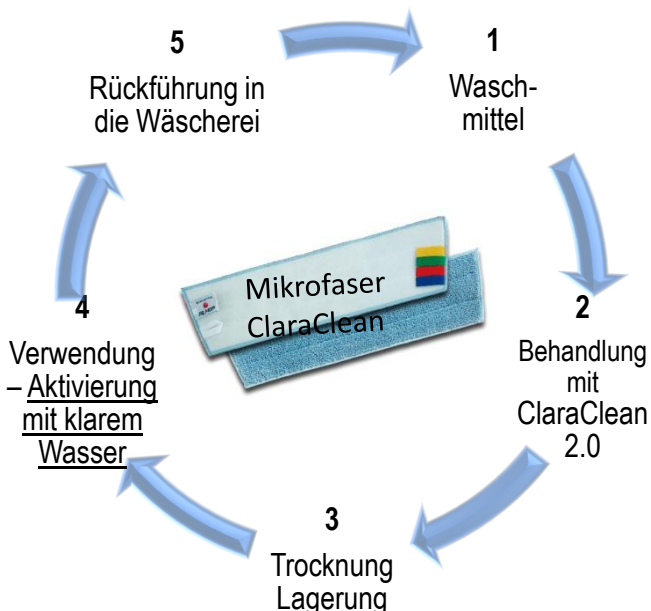 1
Wasch-
mittel
2
Behandlung
mit
ClaraClean
2.0
3
Trocknung
Lagerung
4
Verwendung
– Aktivierung
mit klarem
Wasser
5
Rückführung in
die Wäscherei
Mikrofaser
ClaraClean